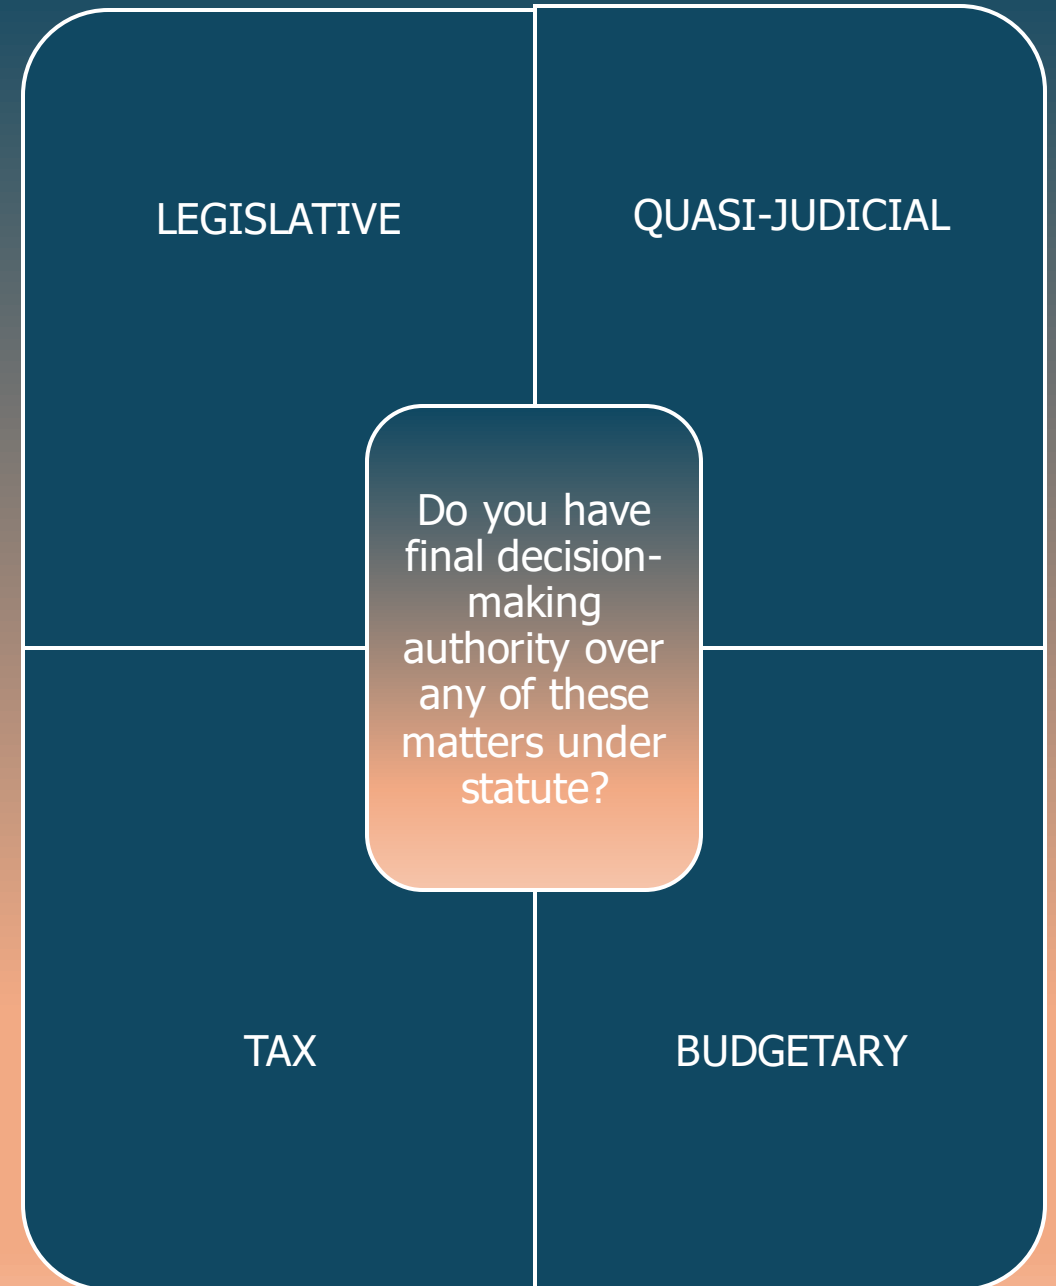 LEGISLATIVE
QUASI-JUDICIAL
Do you have
final decision-
making
authority over
any of these
matters under
statute?
TAX
BUDGETARY